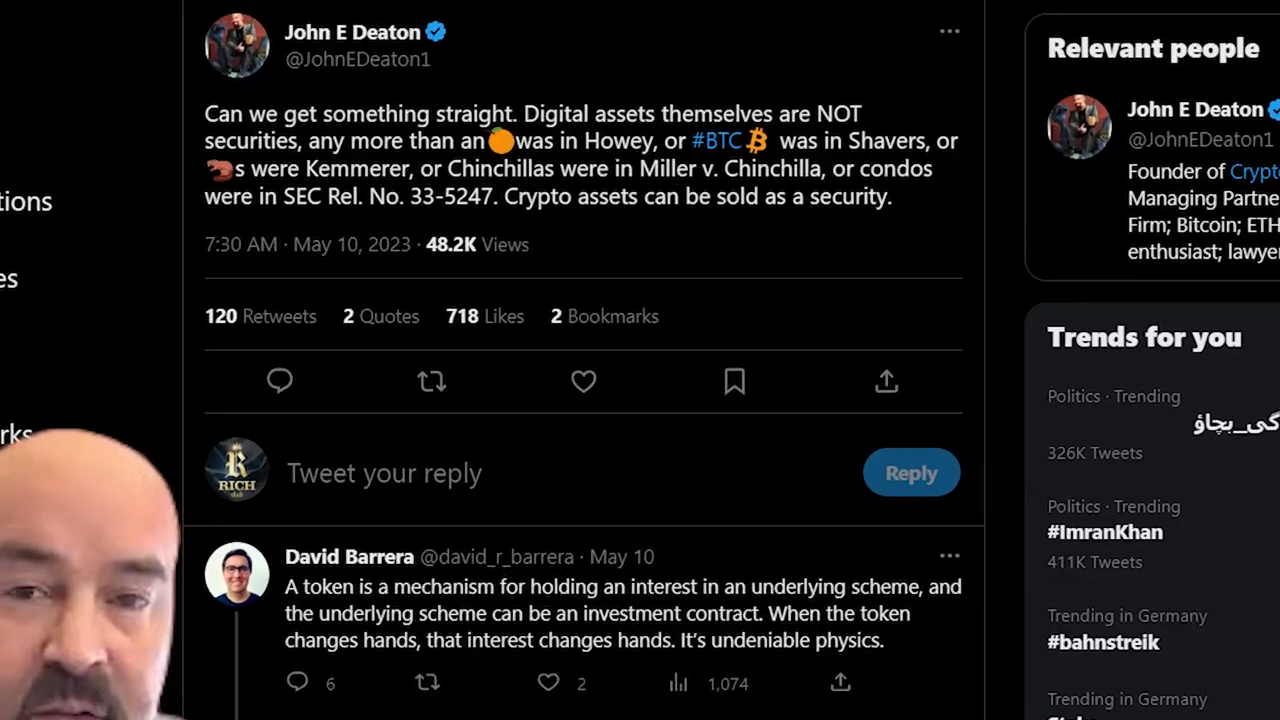 John E Deaton
@JohnEDeaton1
Can we get something straight. Digital assets themselves are NOT
securities, any more than an🍊was in Howey, or #BTC was in Shavers, or
🦐s were Kemmerer, or Chinchillas were in Miller v. Chinchilla, or condos
were in SEC Rel. No. 33-5247. Crypto assets can be sold as a security.
7:30 AM · May 10, 2023 · 48.2K Views
120 Retweets 2 Quotes 718 Likes 2 Bookmarks
RICH
Tweet your reply
Reply
David Barrera @david_r_barrera · May 10
A token is a mechanism for holding an interest in an underlying scheme, and
the underlying scheme can be an investment contract. When the token
changes hands, that interest changes hands. It’s undeniable physics.
6 2 1,074
Relevant people
John E Deaton
@JohnEDeaton1
Founder of Crypto
Managing Partne
Firm; Bitcoin; ETH
enthusiast; lawye
Trends for you
Politics · Trending
گی_بچاؤ
326K Tweets
Politics · Trending
#ImranKhan
411K Tweets
Trending in Germany
#bahnstreik
Trending in Germany
tions
es
rks